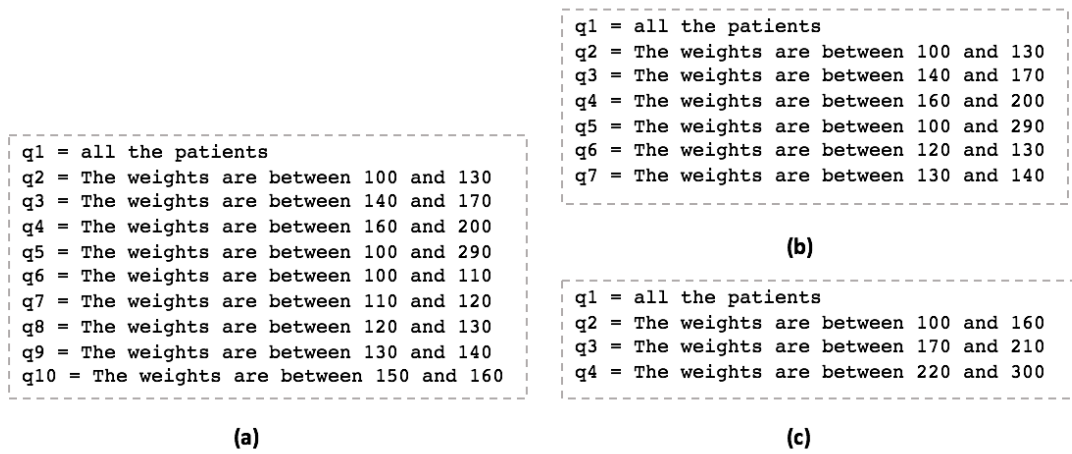 q1 = all the patients
q2 = The weights are between 100 and 130
q3 = The weights are between 140 and 170
q4 = The weights are between 160 and 200
q5 = The weights are between 100 and 290
q6 = The weights are between 100 and 110
q7 = The weights are between 110 and 120
q8 = The weights are between 120 and 130
q9 = The weights are between 130 and 140
q10 = The weights are between 150 and 160
(a)
q1 = all the patients
q2 = The weights are between 100 and 130
q3 = The weights are between 140 and 170
q4 = The weights are between 160 and 200
q5 = The weights are between 100 and 290
q6 = The weights are between 120 and 130
q7 = The weights are between 130 and 140
(b)
q1 = all the patients
q2 = The weights are between 100 and 160
q3 = The weights are between 170 and 210
q4 = The weights are between 220 and 300
(c)